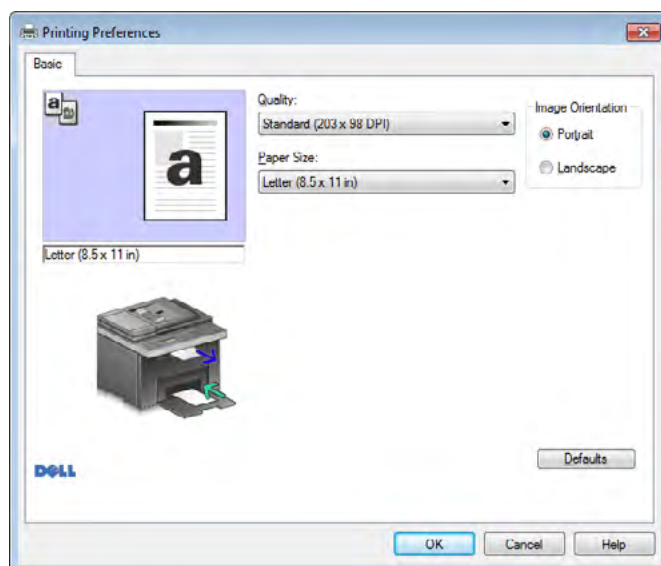 Printing Preferences
Basic
a
a
Letter (8.5 x 11 in)
Quality:
Standard (203 x 98 DPI)
Paper Size:
Letter (8.5 x 11 in)
Image Orientation
Portrait
Landscape
DELL
Defaults
OK Cancel Help